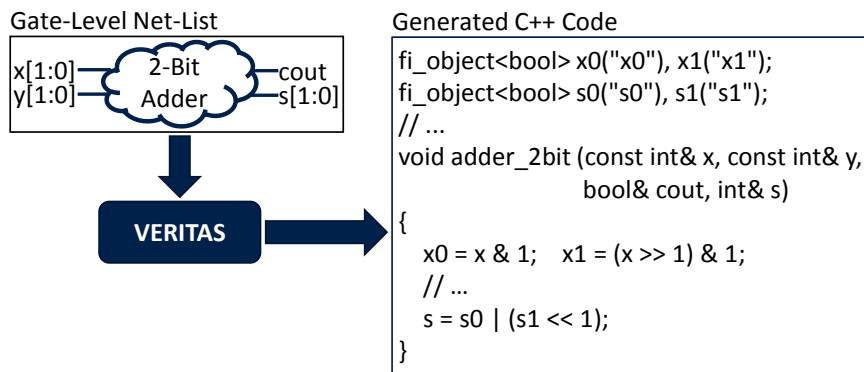 Gate-Level Net-List
x[1:0]
y[1:0]
2-Bit
Adder
cout
s[1:0]
VERITAS
Generated C++ Code
fi_object<bool> x0("x0"), x1("x1");
fi_object<bool> s0("s0"), s1("s1");
// ...
void adder_2bit (const int& x, const int& y,
bool& cout, int& s)
{
x0 = x & 1; x1 = (x >> 1) & 1;
// ...
s = s0 | (s1 << 1);
}